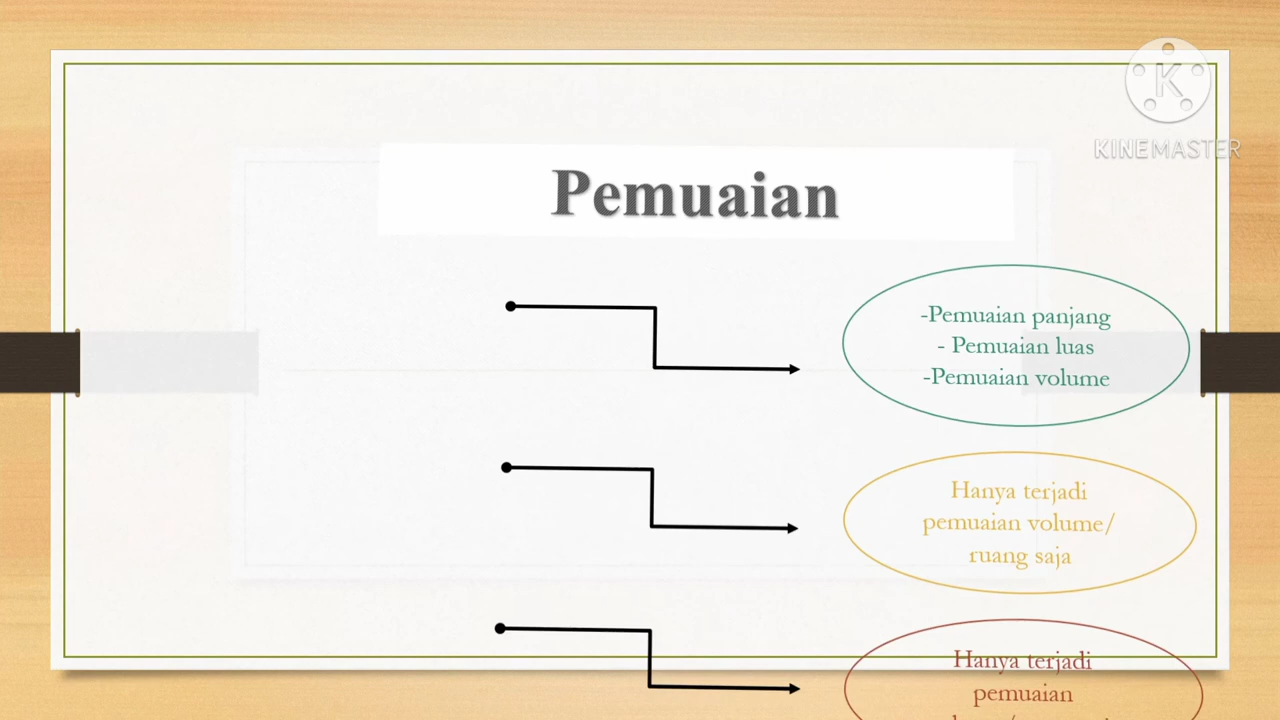 K
KINEMASTER
Pemuaian
-Pemuaian panjang
- Pemuaian luas
-Pemuaian volume
Hanya terjadi
pemuaian volume/
ruang saja
Hanya terjadi
pemuaian